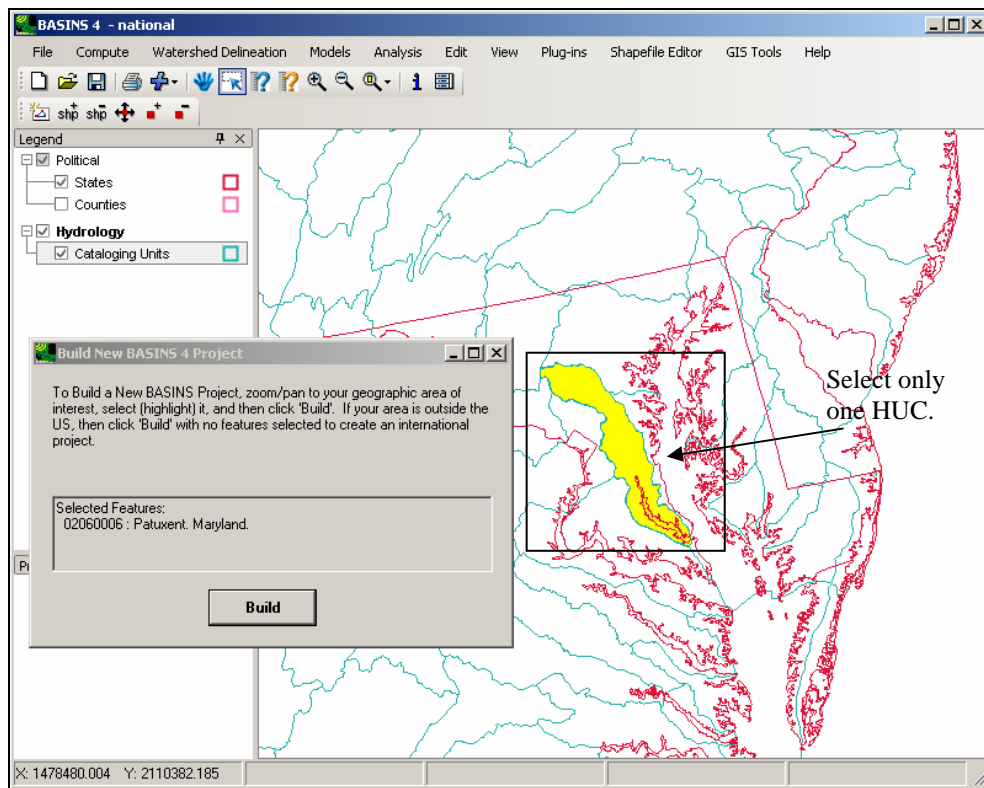 BASINS 4 - national
File Compute Watershed Delineation Models Analysis Edit View Plug-ins Shapefile Editor GIS Tools Help
shp shp
Legend
Political
States
Counties
Hydrology
Cataloging Units
Build New BASINS 4 Project
To Build a New BASINS Project, zoom/pan to your geographic area of
interest, select (highlight) it, and then click 'Build'. If your area is outside the
US, then click 'Build' with no features selected to create an international
project.
Selected Features:
02060006 : Patuxent. Maryland.
Build
Select only
one HUC.
X: 1478480.004 Y: 2110382.185